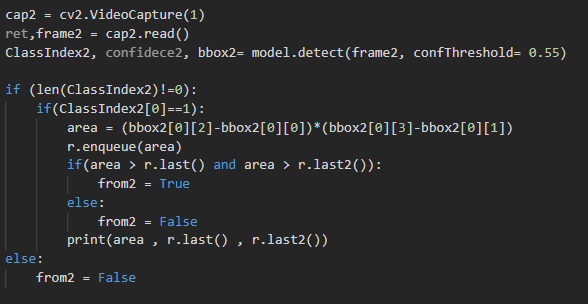 cap2 = cv2.VideoCapture(1)
ret,frame2 = cap2.read()
ClassIndex2, confidece2, bbox2= model.detect(frame2, confThreshold= 0.55)

if (len(ClassIndex2)!=0):
    if(ClassIndex2[0]==1):
        area = (bbox2[0][2]-bbox2[0][0])*(bbox2[0][3]-bbox2[0][1])
        r.enqueue(area)
        if(area > r.last() and area > r.last2()):
            from2 = True
        else:
            from2 = False
        print(area , r.last() , r.last2())
else:
    from2 = False